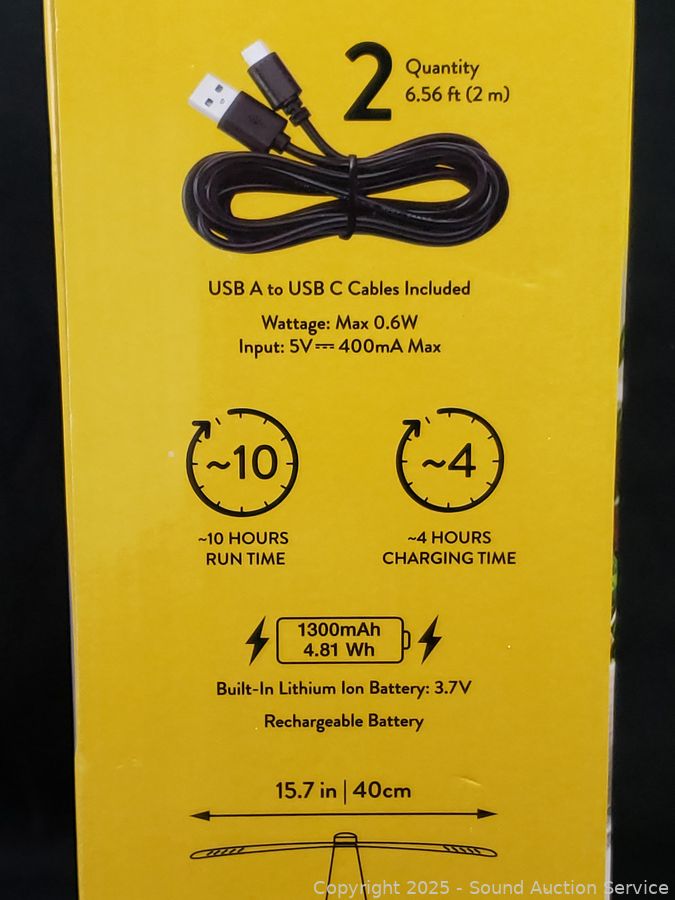 2
Quantity
6.56 ft (2 m)
USB A to USB C Cables Included
Wattage: Max 0.6W
Input: 5V⎓400mA Max
~10
~4
~10 HOURS
RUN TIME
~4 HOURS
CHARGING TIME
1300mAh
4.81 Wh
Built-In Lithium Ion Battery: 3.7V
Rechargeable Battery
15.7 in | 40cm
Copyright 2025 - Sound Auction Service